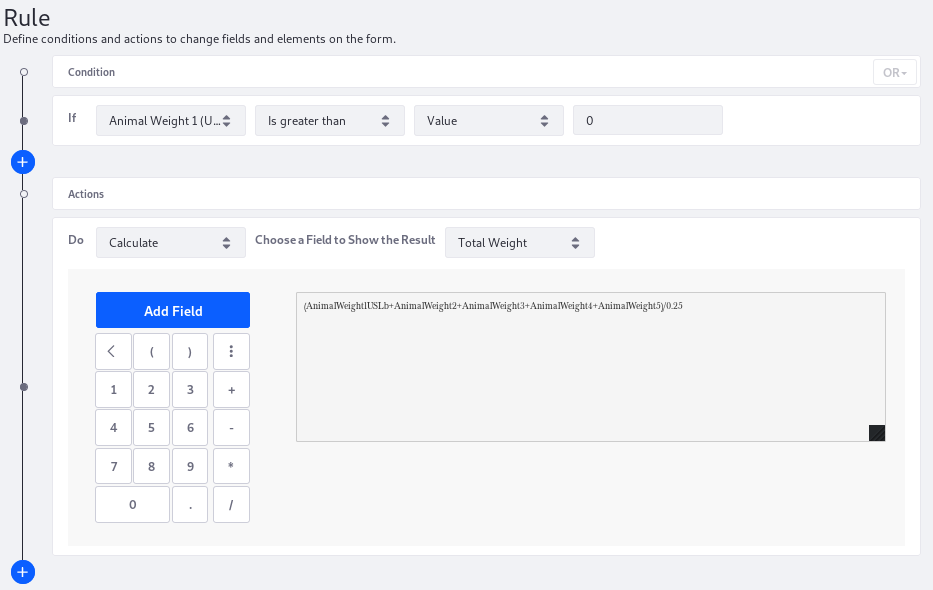 Rule
Define conditions and actions to change fields and elements on the form.
Condition
OR
If
Animal Weight 1 (U...
Is greater than
Value
0
Actions
Do
Calculate
Choose a Field to Show the Result
Total Weight
Add Field
(AnimalWeight1USLb+AnimalWeight2+AnimalWeight3+AnimalWeight4+AnimalWeight5)/0.25
( )
1 2 3 +
4 5 6 -
7 8 9 *
0 . /